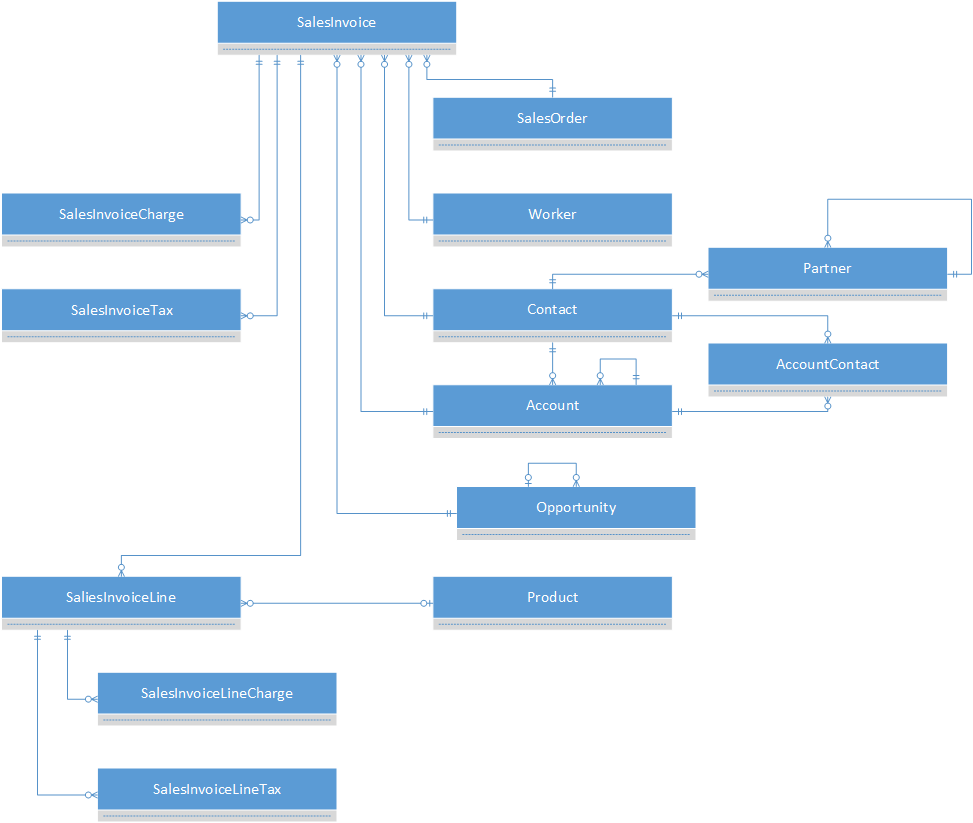 SalesInvoice
SalesOrder
SalesInvoiceCharge
Worker
Partner
SalesInvoiceTax
Contact
AccountContact
Account
Opportunity
SaliesInvoiceLine
Product
SalesInvoiceLineCharge
SalesInvoiceLineTax